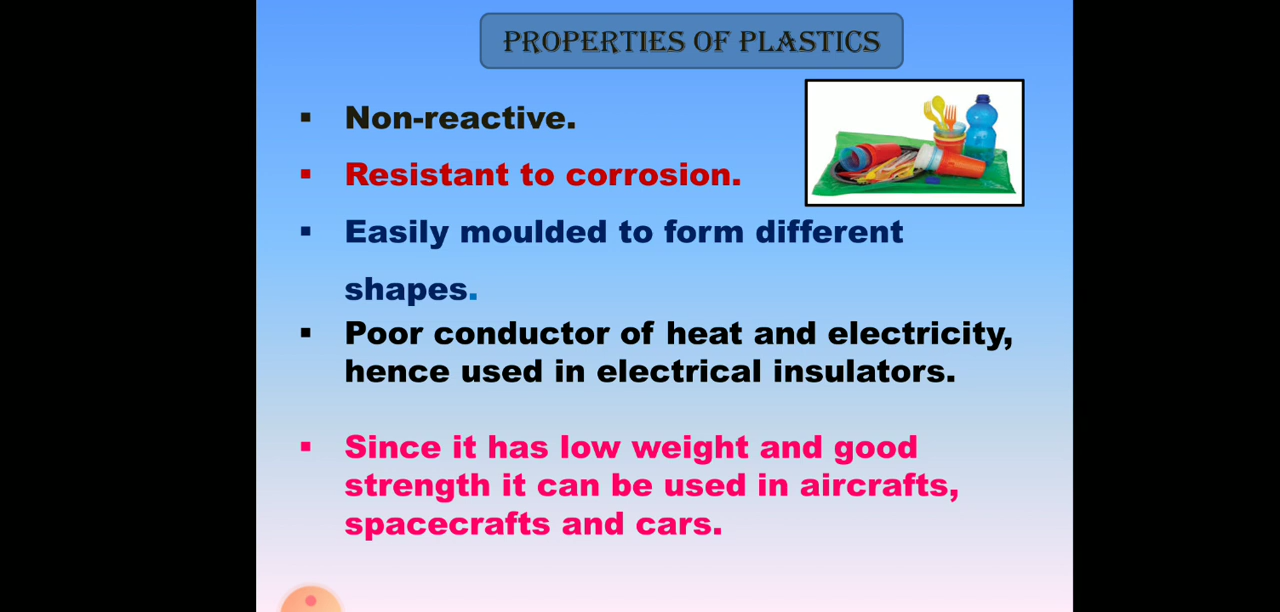 PROPERTIES OF PLASTICS
▪ Non-reactive.
▪ Resistant to corrosion.
▪ Easily moulded to form different
shapes.
▪ Poor conductor of heat and electricity,
hence used in electrical insulators.
▪ Since it has low weight and good
strength it can be used in aircrafts,
spacecrafts and cars.